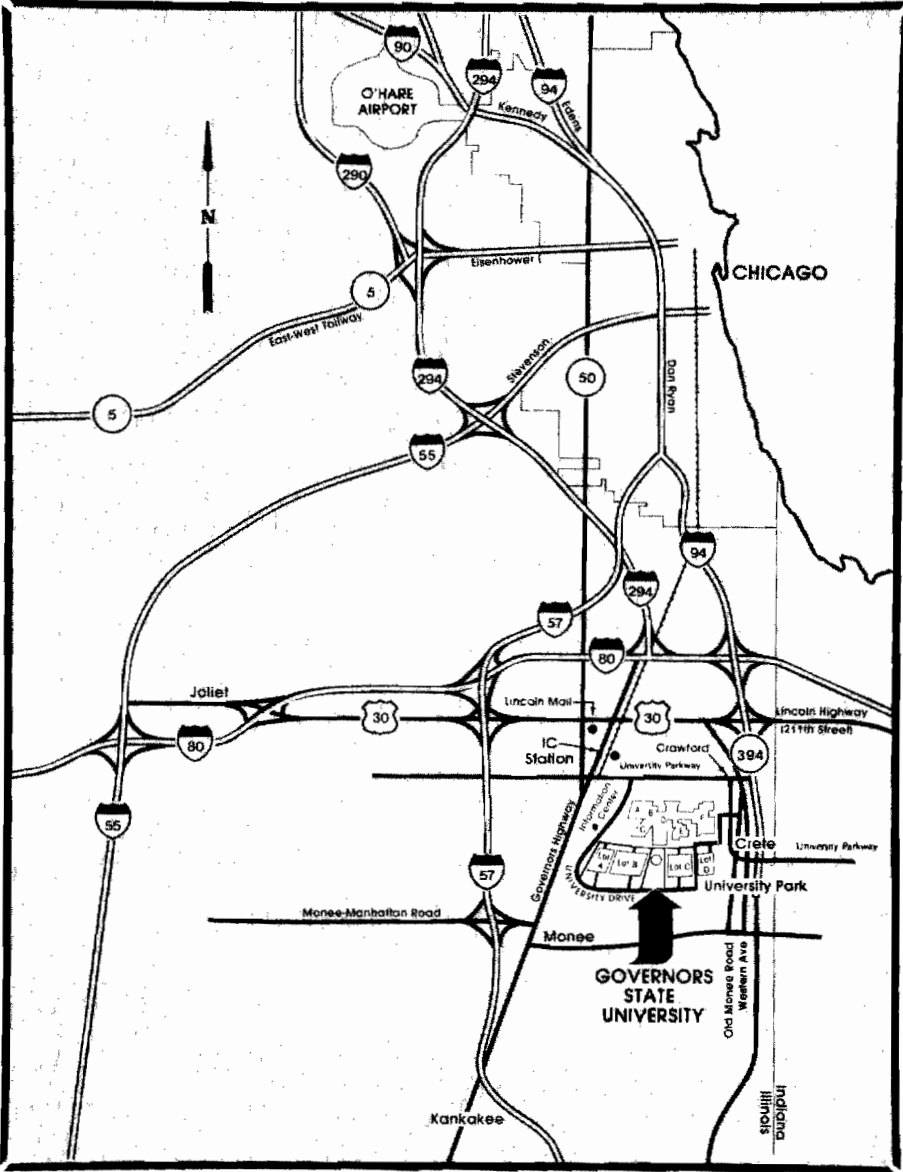 90
294
94
O'HARE
AIRPORT
Kennedy
Edens
290
N
Eisenhower
CHICAGO
5
East-West Tollway
294
Stevenson
50
Dan Ryan
5
55
94
294
57
80
Joliet
Lincoln Mall
30
30
Lincoln Highway
(211th Street)
80
IC
Station
Crawford
394
University Parkway
55
Governors Highway
Information
Center
A
B
C
D
E
F
Crete
University Parkway
57
Lot
A
Lot B
Lot C
Lot
D
UNIVERSITY DRIVE
University Park
Monee-Manhattan Road
Monee
GOVERNORS
STATE
UNIVERSITY
Old Monee Road
Western Ave
Kankakee
Illinois
Indiana